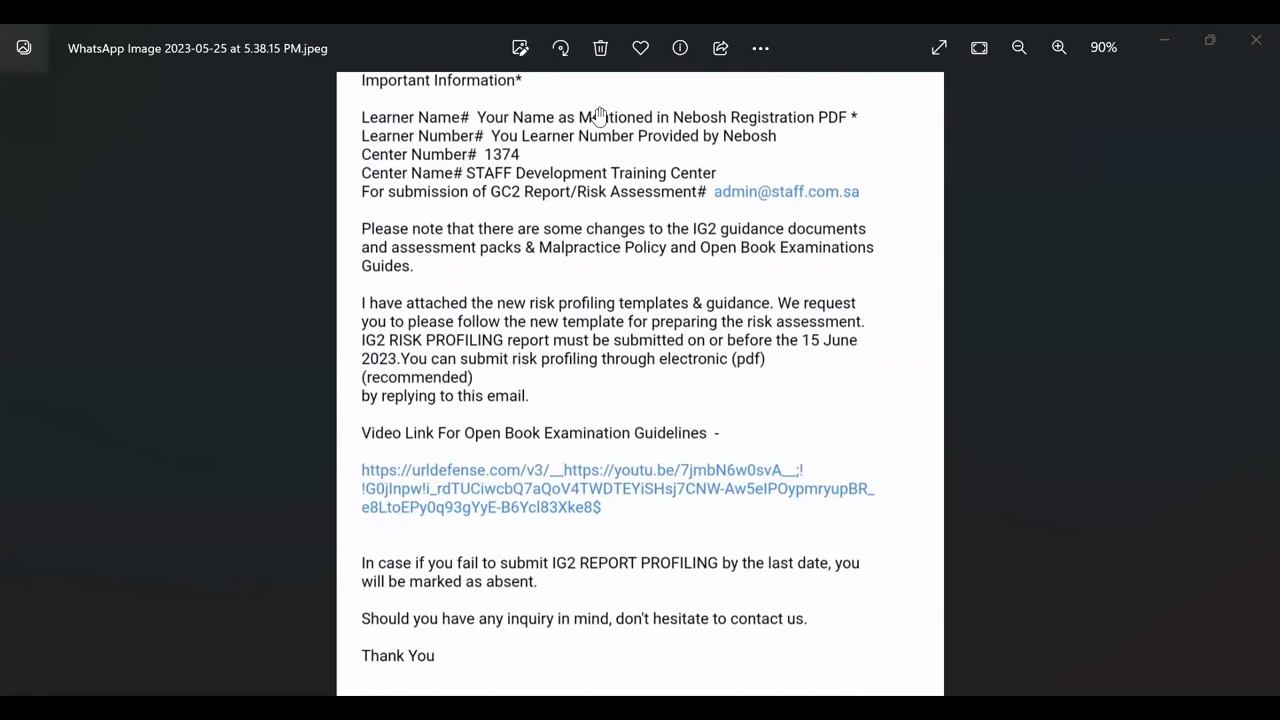 WhatsApp Image 2023-05-25 at 5.38.15 PM.jpeg
90%
Important Information*
Learner Name# Your Name as Mentioned in Nebosh Registration PDF *
Learner Number# You Learner Number Provided by Nebosh
Center Number# 1374
Center Name# STAFF Development Training Center
For submission of GC2 Report/Risk Assessment# admin@staff.com.sa
Please note that there are some changes to the IG2 guidance documents
and assessment packs & Malpractice Policy and Open Book Examinations
Guides.
I have attached the new risk profiling templates & guidance. We request
you to please follow the new template for preparing the risk assessment.
IG2 RISK PROFILING report must be submitted on or before the 15 June
2023.You can submit risk profiling through electronic (pdf)
(recommended)
by replying to this email.
Video Link For Open Book Examination Guidelines -
https://urldefense.com/v3/__https://youtu.be/7jmbN6w0svA__;!
!G0jInpw!i_rdTUCiwcbQ7aQoV4TWDTEYiSHsj7CNW-Aw5eIPOypmryupBR_
e8LtoEPy0q93gYyE-B6Ycl83Xke8$
In case if you fail to submit IG2 REPORT PROFILING by the last date, you
will be marked as absent.
Should you have any inquiry in mind, don't hesitate to contact us.
Thank You